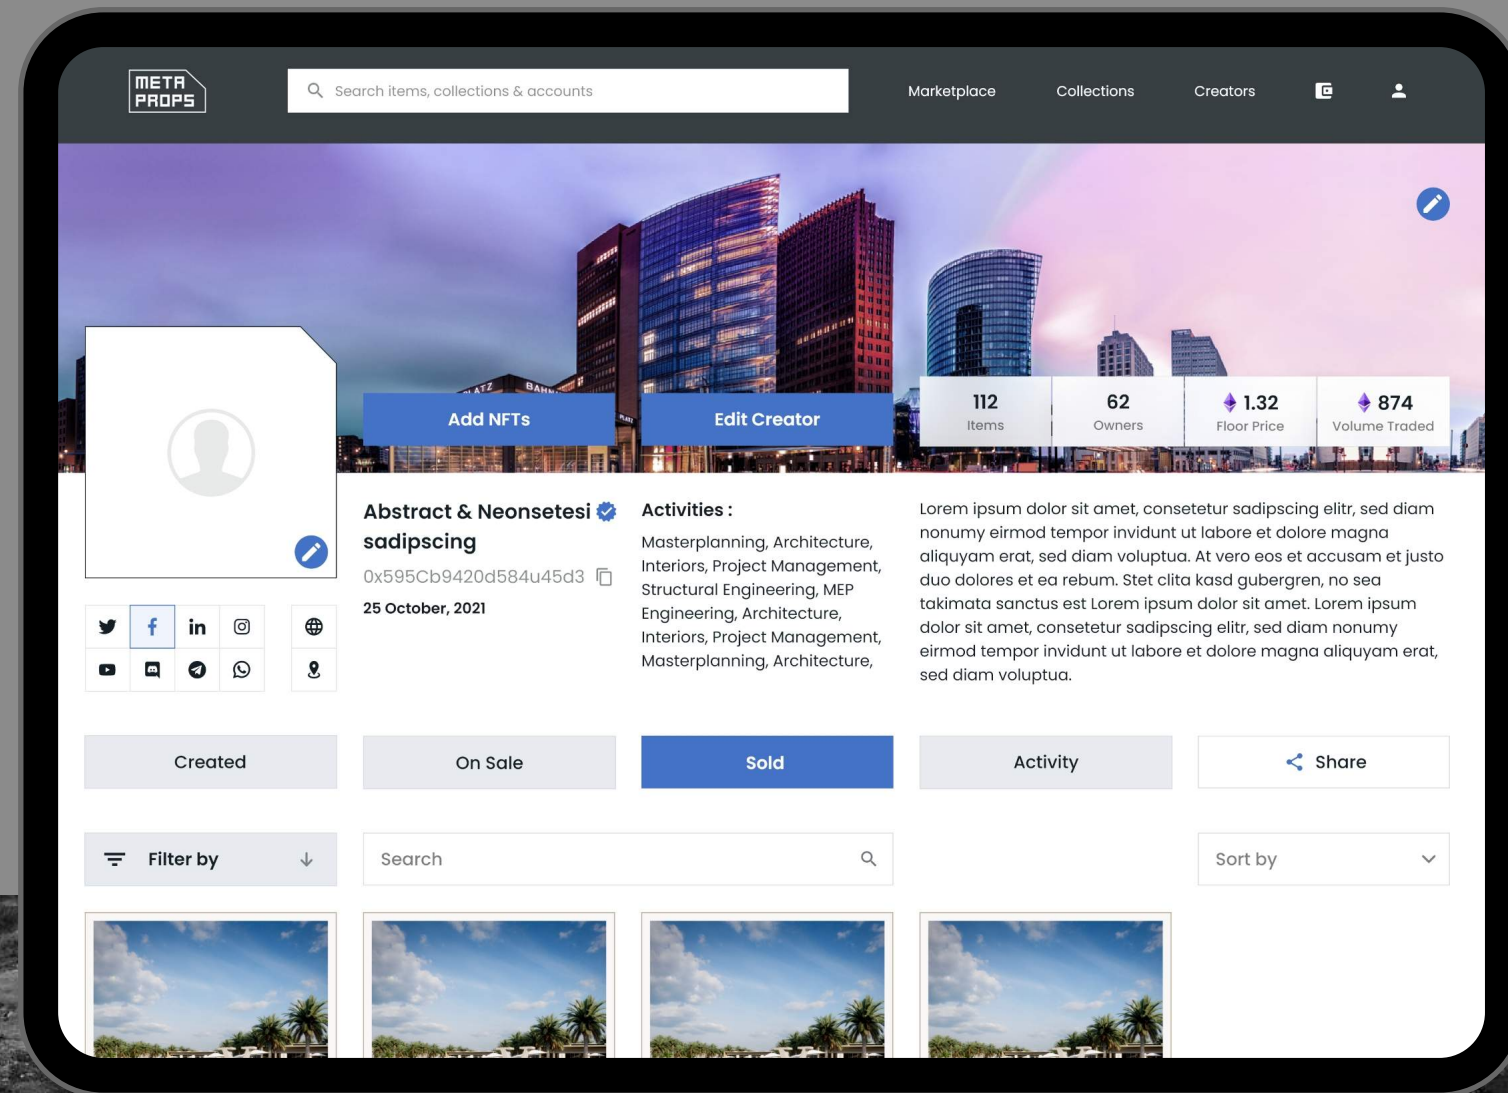 META
PROPS
Search items, collections & accounts
Marketplace
Collections
Creators
PLATZ
BAHN
Add NFTs
Edit Creator
112
Items
62
Owners
1.32
Floor Price
874
Volume Traded
Abstract & Neonsetesi
sadipscing
0x595Cb9420d584u45d3
25 October, 2021
Activities :
Masterplanning, Architecture,
Interiors, Project Management,
Structural Engineering, MEP
Engineering, Architecture,
Interiors, Project Management,
Masterplanning, Architecture,
Lorem ipsum dolor sit amet, consetetur sadipscing elitr, sed diam
nonumy eirmod tempor invidunt ut labore et dolore magna
aliquyam erat, sed diam voluptua. At vero eos et accusam et justo
duo dolores et ea rebum. Stet clita kasd gubergren, no sea
takimata sanctus est Lorem ipsum dolor sit amet. Lorem ipsum
dolor sit amet, consetetur sadipscing elitr, sed diam nonumy
eirmod tempor invidunt ut labore et dolore magna aliquyam erat,
sed diam voluptua.
Created
On Sale
Sold
Activity
Share
Filter by
Search
Sort by